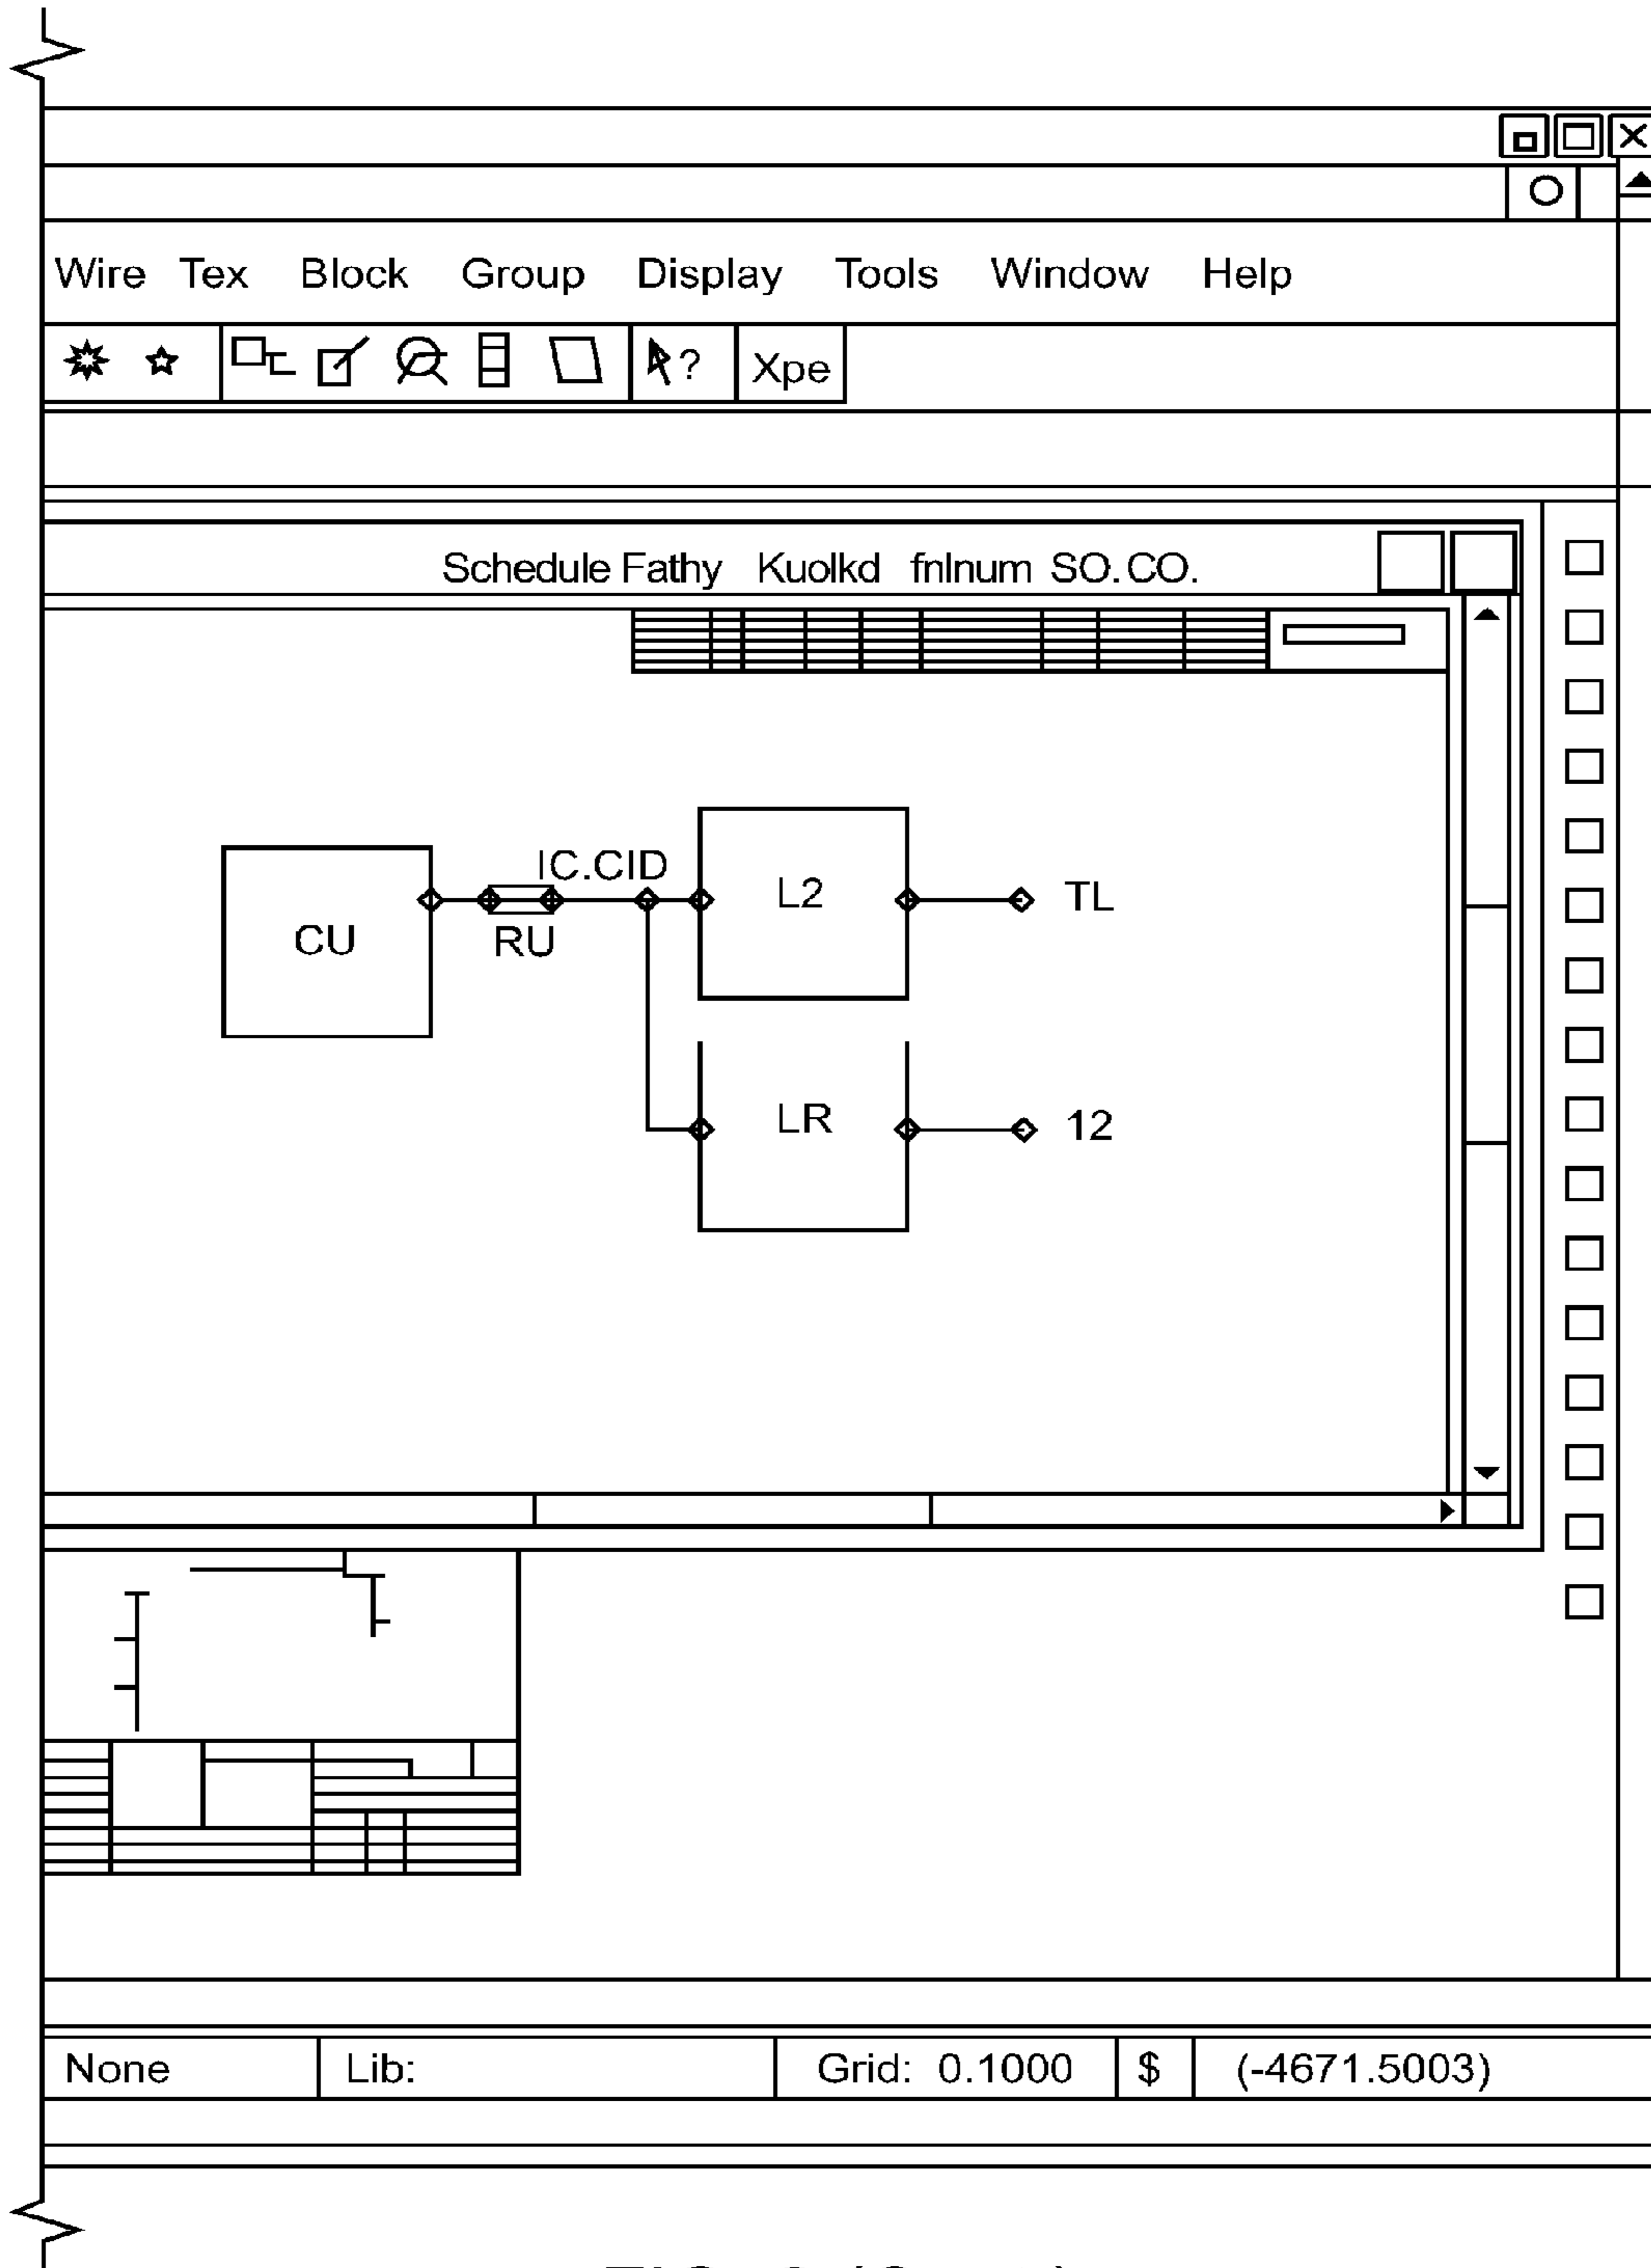 Wire Tex Block Group Display Tools Window Help
? Xpe
Schedule Fathy Kuolkd fnlnum SO.CO.
IC.CID
L2
TL
CU
RU
LR
12
None Lib: Grid: 0.1000 $ (-4671.5003)